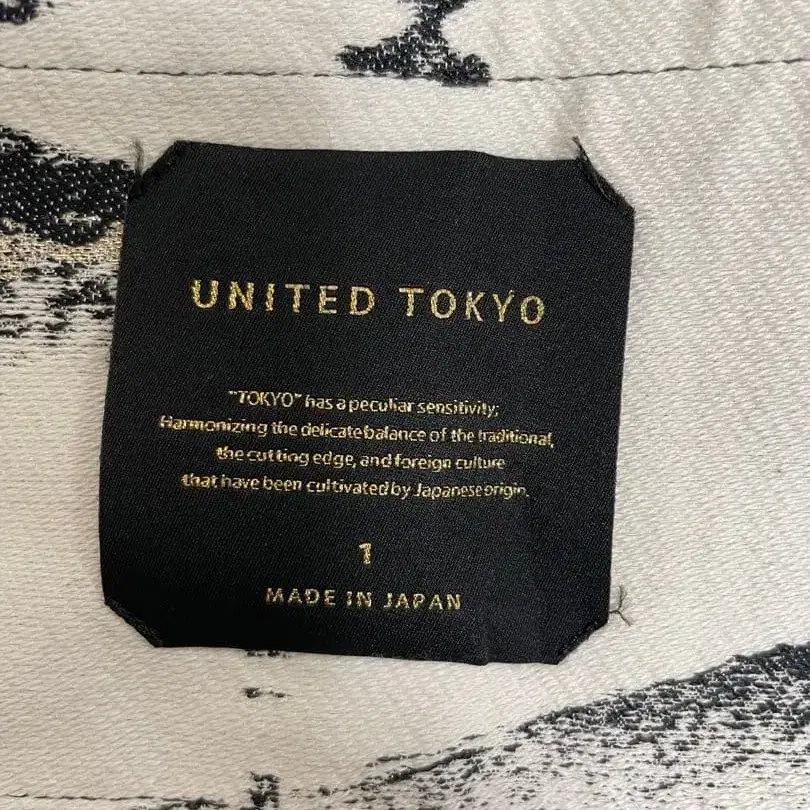 UNITED TOKYO
"TOKYO" has a peculiar sensitivity;
Harmonizing the delicate balance of the traditional,
the cutting edge, and foreign culture
that have been cultivated by Japanese origin.
1
MADE IN JAPAN